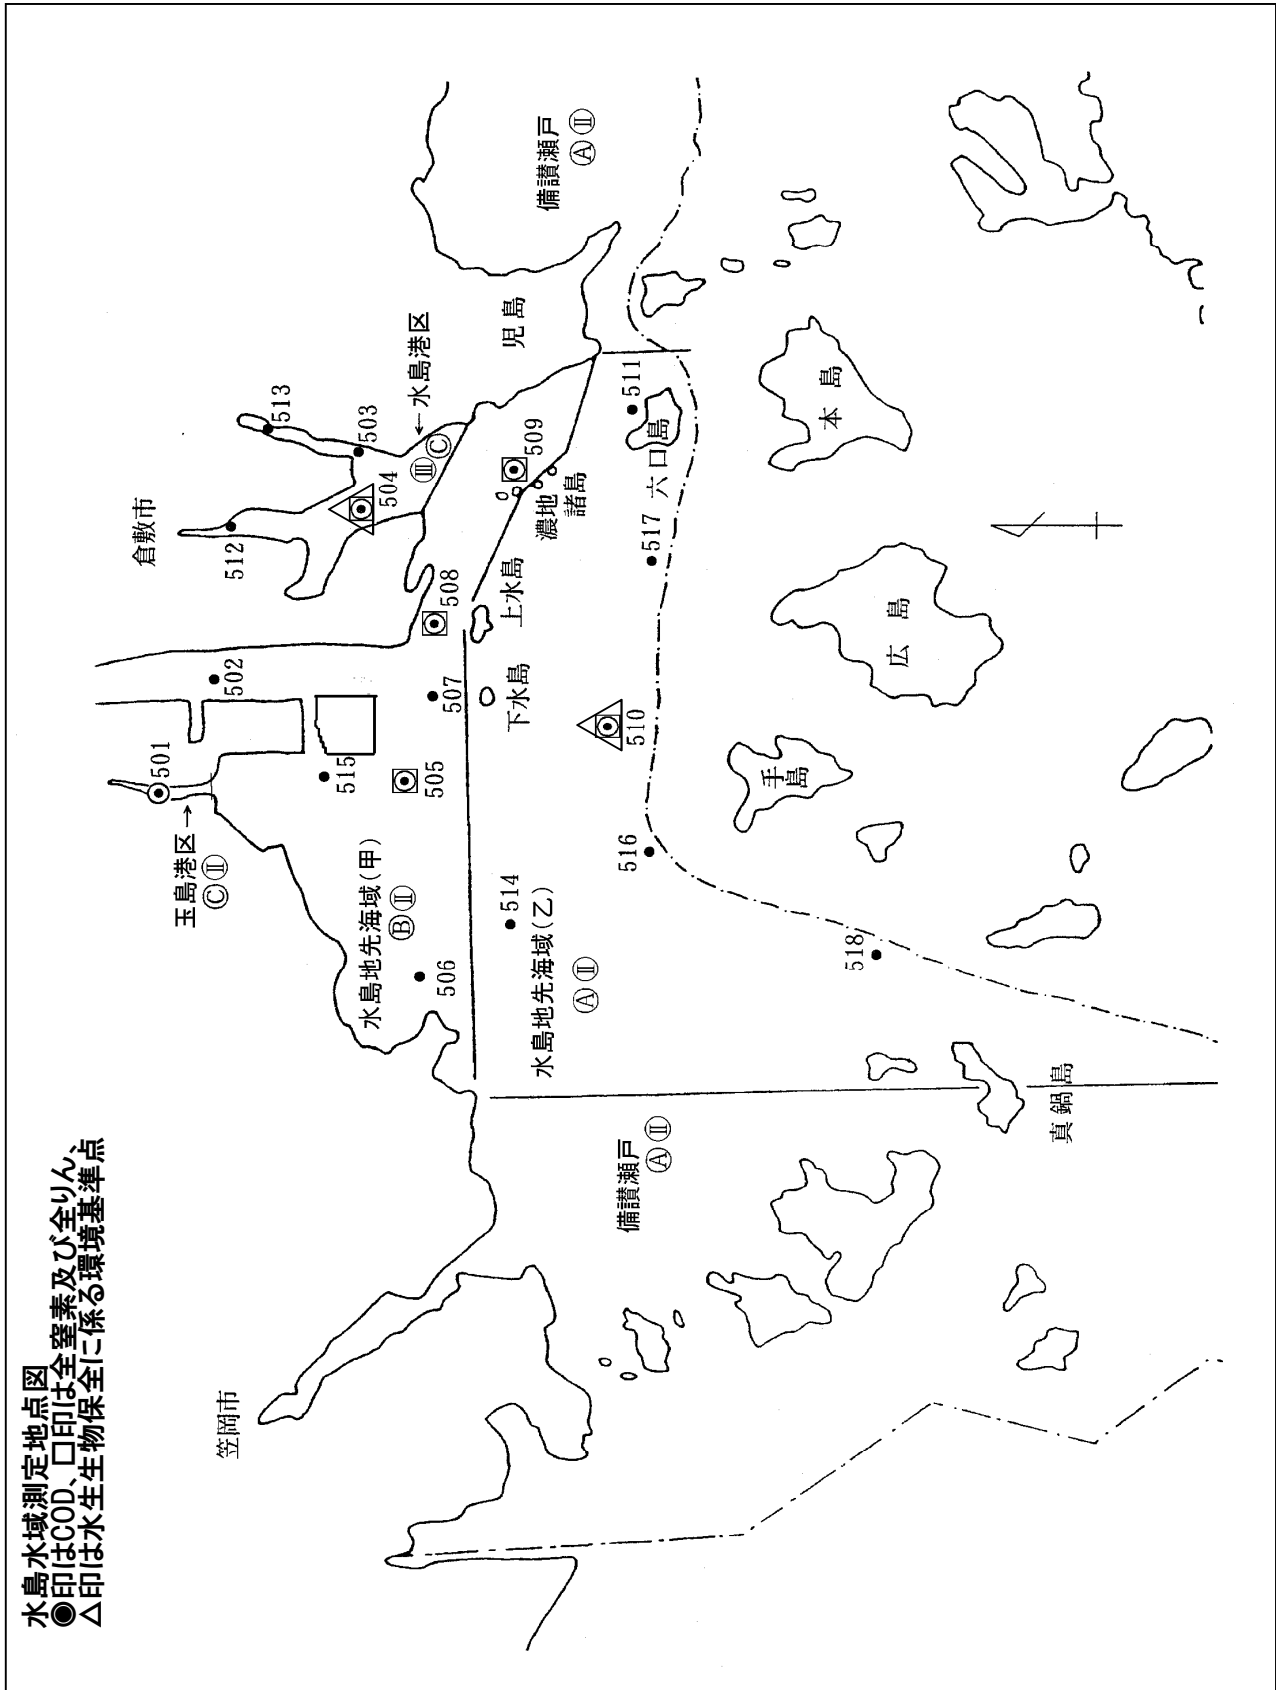 水島水域測定地点図
◉印はCOD、□印は全窒素及び全りん、
△印は水生生物保全に係る環境基準点
笠岡市
倉敷市
玉島港区→
Ⓒ Ⅱ
501
502
512
513
503
504
←水島港区
Ⅲ Ⓒ
児島
備讃瀬戸
Ⓐ Ⅱ
水島地先海域(甲)
Ⓑ Ⅱ
515
505
506
507
508
509
濃地
諸島
上水島
下水島
水島地先海域(乙)
Ⓐ Ⅱ
514
510
511
六口島
517
516
518
備讃瀬戸
Ⓐ Ⅱ
本島
広島
手島
真鍋島